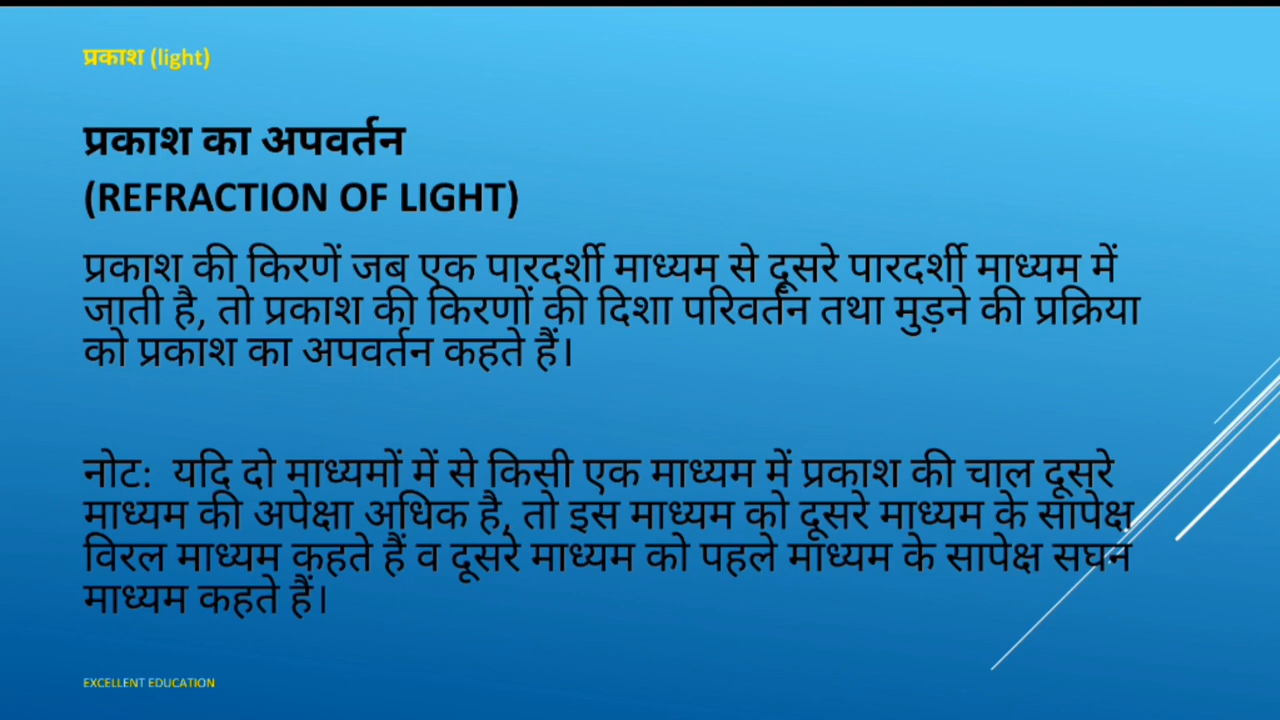 प्रकाश (light)
प्रकाश का अपवर्तन
(REFRACTION OF LIGHT)
प्रकाश की किरणें जब एक पारदर्शी माध्यम से दूसरे पारदर्शी माध्यम में
जाती है, तो प्रकाश की किरणों की दिशा परिवर्तन तथा मुड़ने की प्रक्रिया
को प्रकाश का अपवर्तन कहते हैं।
नोट: यदि दो माध्यमों में से किसी एक माध्यम में प्रकाश की चाल दूसरे
माध्यम की अपेक्षा अधिक है, तो इस माध्यम को दूसरे माध्यम के सापेक्ष
विरल माध्यम कहते हैं व दूसरे माध्यम को पहले माध्यम के सापेक्ष सघन
माध्यम कहते हैं।
EXCELLENT EDUCATION